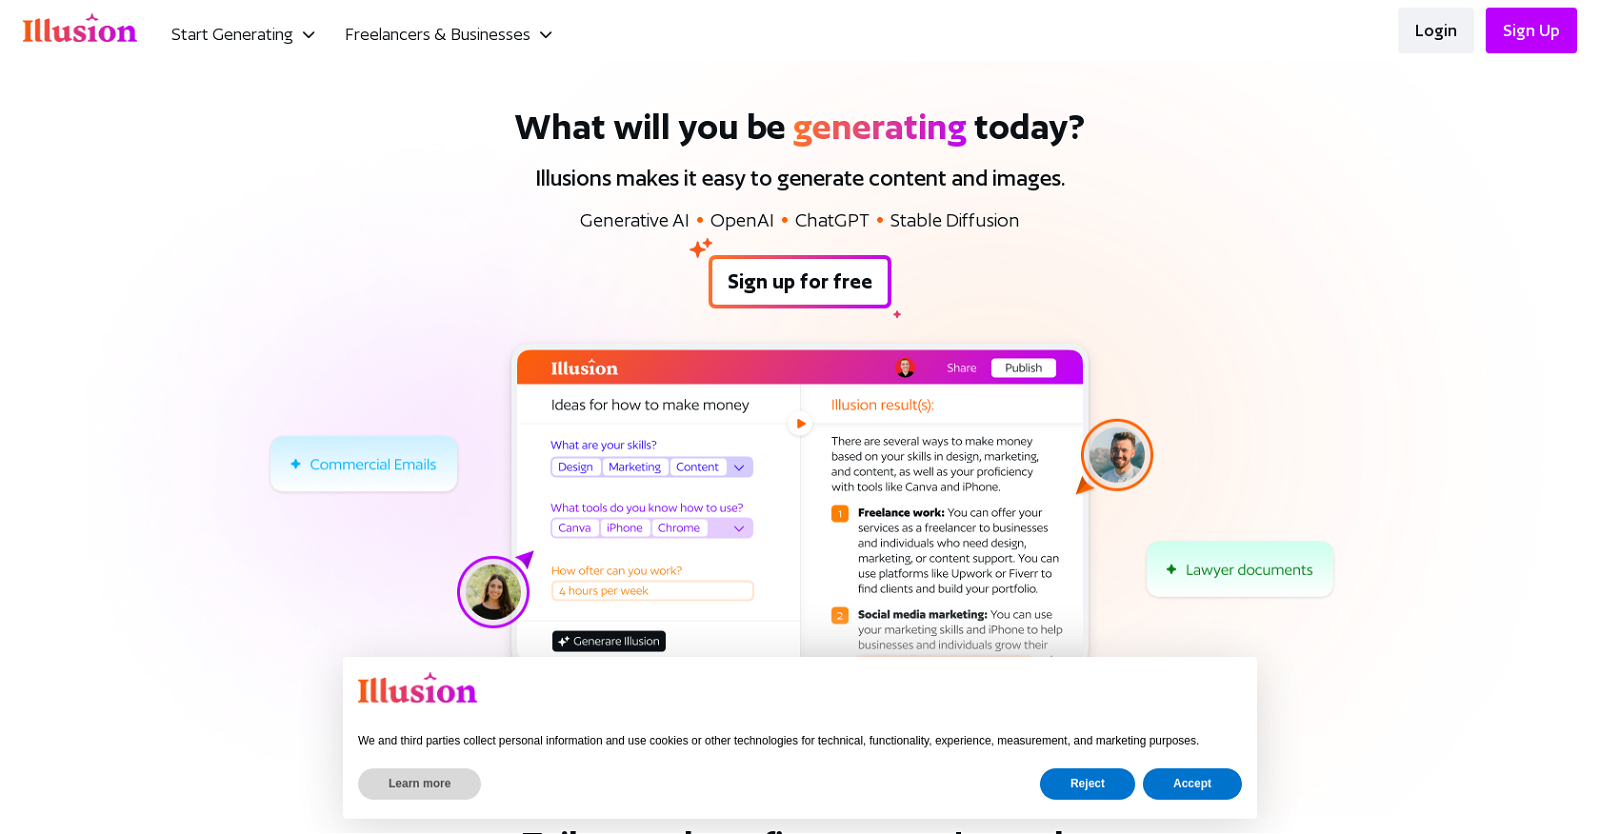 Illusion
Start Generating
Freelancers & Businesses
Login
Sign Up
What will you be generating today?
Illusions makes it easy to generate content and images.
Generative AI • OpenAI • ChatGPT • Stable Diffusion
Sign up for free
Illusion
Share
Publish
Ideas for how to make money
What are your skills?
Design Marketing Content
What tools do you know how to use?
Canva iPhone Chrome
How ofter can you work?
4 hours per week
Generare Illusion
Illusion result(s):
There are several ways to make money
based on your skills in design, marketing,
and content, as well as your proficiency
with tools like Canva and iPhone.
1 Freelance work: You can offer your
services as a freelancer to businesses
and individuals who need design,
marketing, or content support. You can
use platforms like Upwork or Fiverr to
find clients and build your portfolio.
2 Social media marketing: You can use
your marketing skills and iPhone to help
businesses and individuals grow their
Commercial Emails
Lawyer documents
Illusion
We and third parties collect personal information and use cookies or other technologies for technical, functionality, experience, measurement, and marketing purposes.
Learn more
Reject
Accept